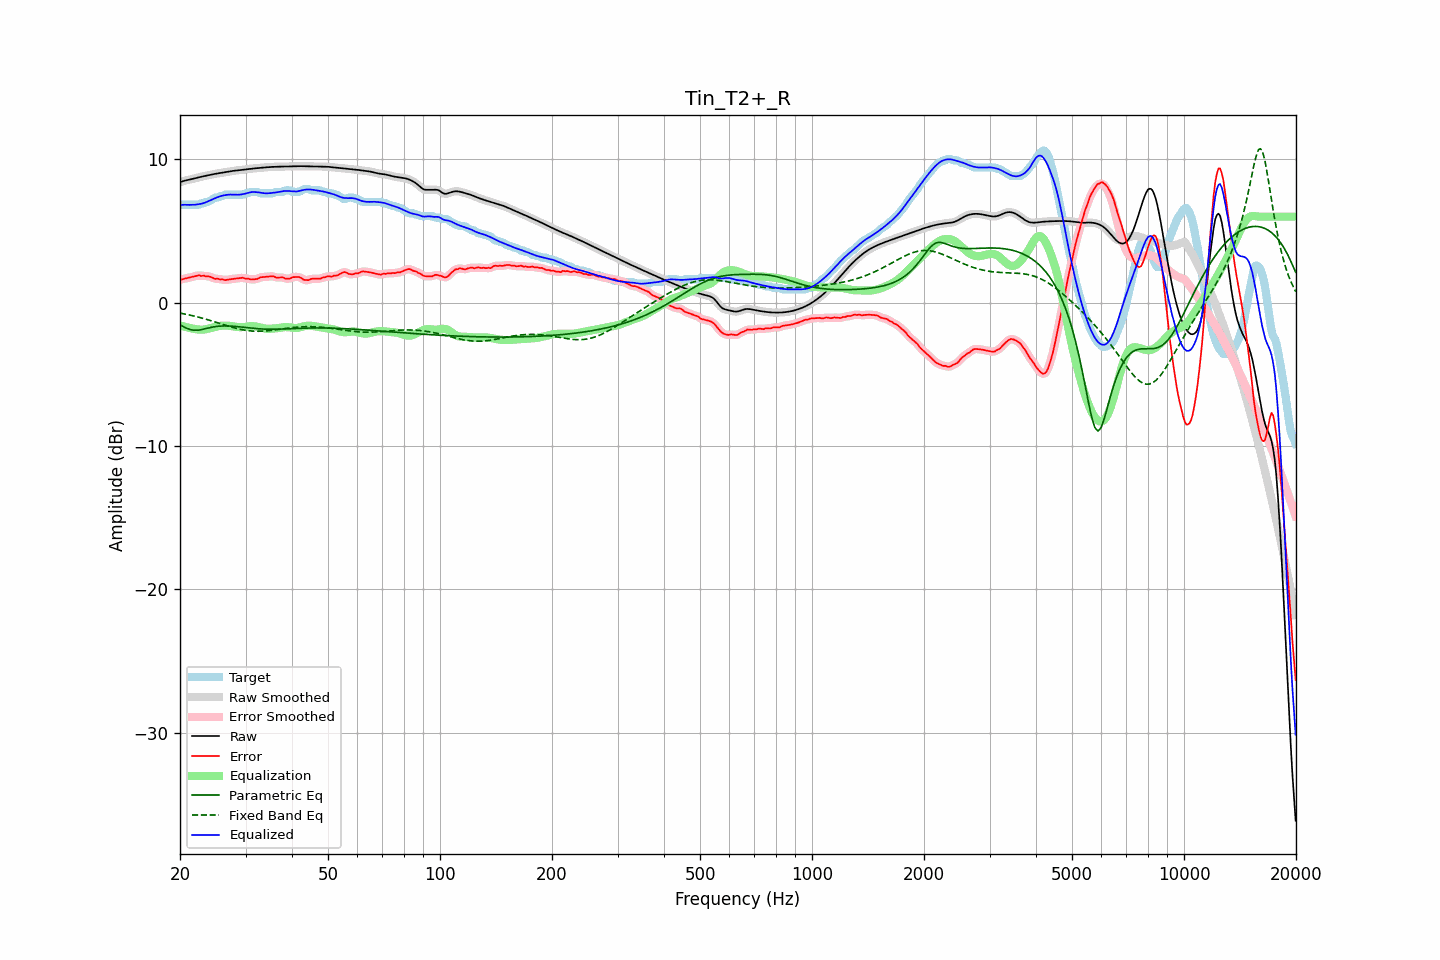 Tin_T2+_R
Amplitude (dBr)
10
0
−10
−20
−30
Target
Raw Smoothed
Error Smoothed
Raw
Error
Equalization
Parametric Eq
Fixed Band Eq
Equalized
20 50 100 200 500 1000 2000 5000 10000 20000
Frequency (Hz)